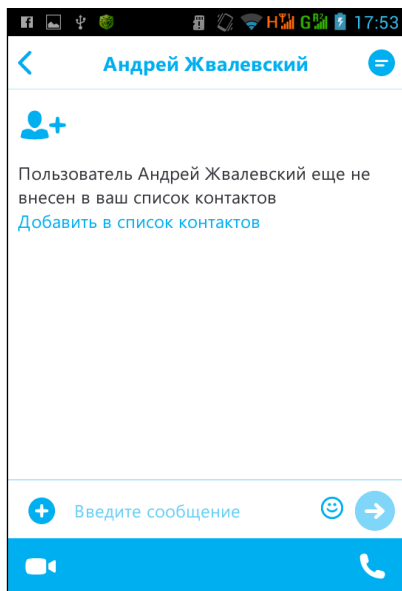 H G 17:53
Андрей Жвалевский
Пользователь Андрей Жвалевский еще не
внесен в ваш список контактов
Добавить в список контактов
Введите сообщение